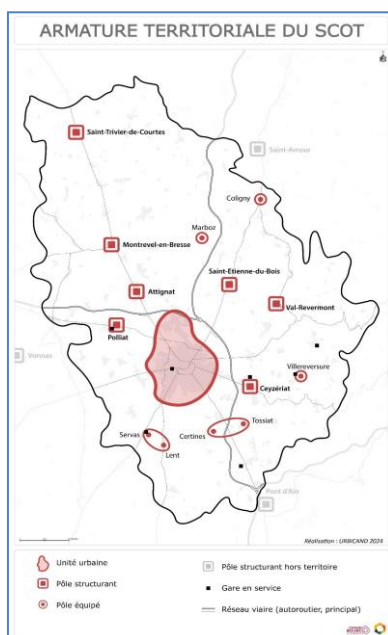 ARMATURE TERRITORIALE DU SCOT
Saint-Trivier-de-Courtes
Saint-Amour
Coligny
Marboz
Montrevel-en-Bresse
Saint-Etienne-du-Bois
Attignat
Val-Revermont
Polliat
Vonnas
Villereversure
Ceyzériat
Tossiat
Servas
Certines
Lent
Pont d'Ain
Réalisation : URBICAND 2024
Unité urbaine
Pôle structurant
Pôle équipé
Pôle structurant hors territoire
Gare en service
Réseau viaire (autoroutier, principal)